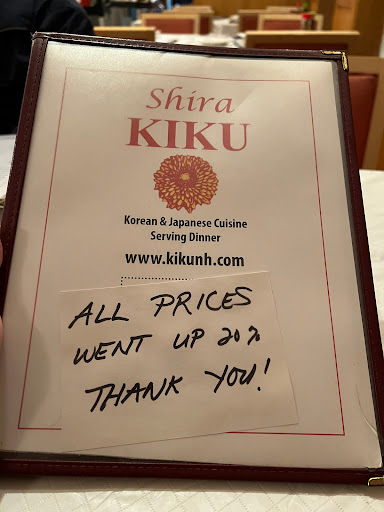 Shira
KIKU
Korean & Japanese Cuisine
Serving Dinner
www.kikunh.com
ALL PRICES
WENT UP 20%
THANK YOU!